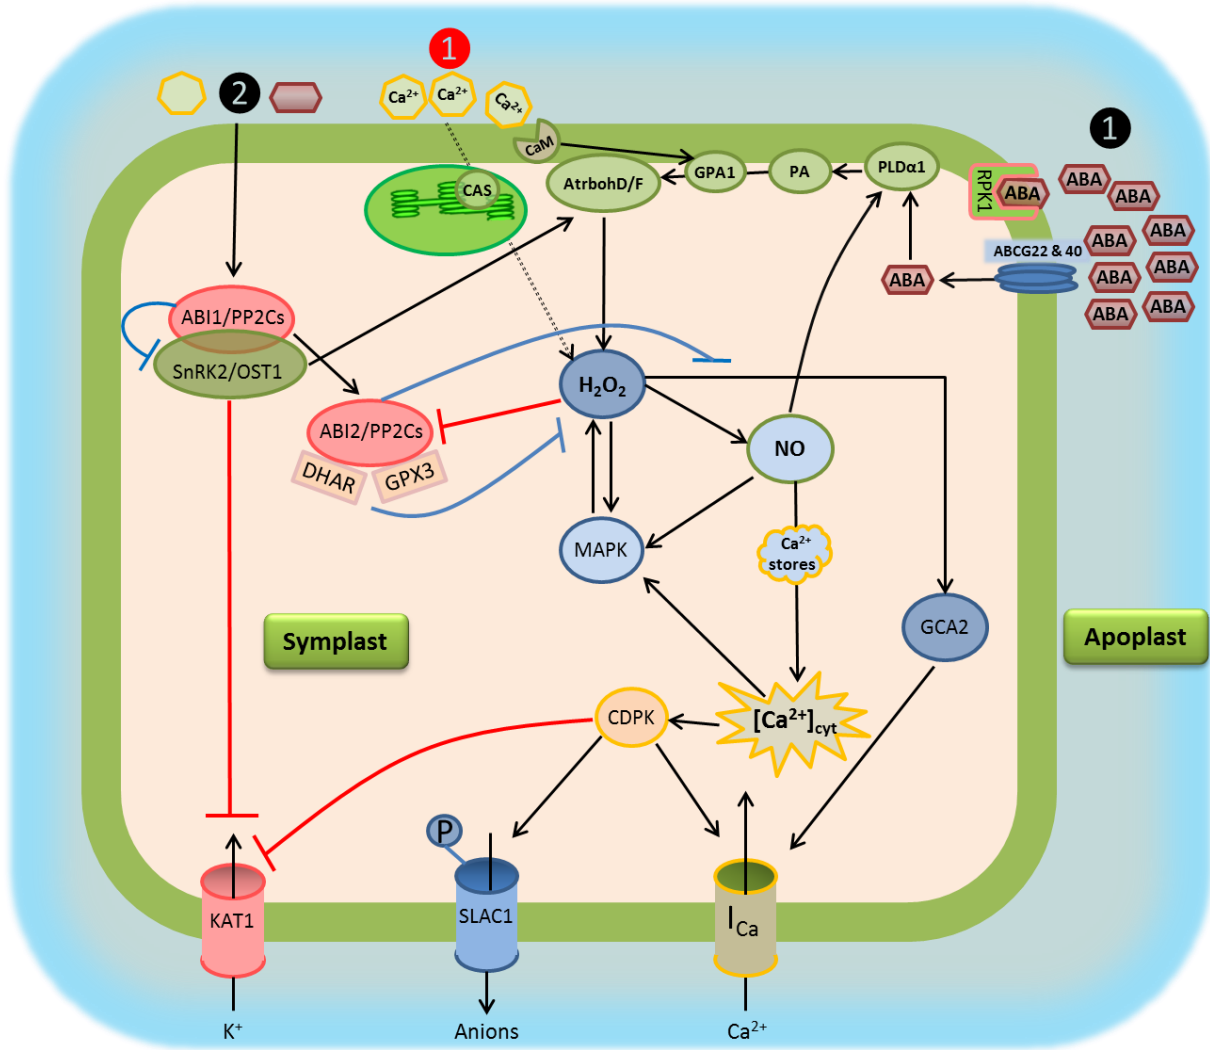 1
2
Ca²⁺
Ca²⁺
Ca²⁺
CaM
1
AtrbohD/F
GPA1
PA
PLDα1
CAS
RPK1
ABA
ABA
ABA
ABCG22 & 40
ABA
ABA
ABA
ABA
ABA
ABA
ABA
ABI1/PP2Cs
SnRK2/OST1
H₂O₂
ABI2/PP2Cs
DHAR
GPX3
NO
MAPK
Ca²⁺
stores
GCA2
Symplast
Apoplast
CDPK
[Ca²⁺]cyt
P
KAT1
SLAC1
ICa
K⁺
Anions
Ca²⁺